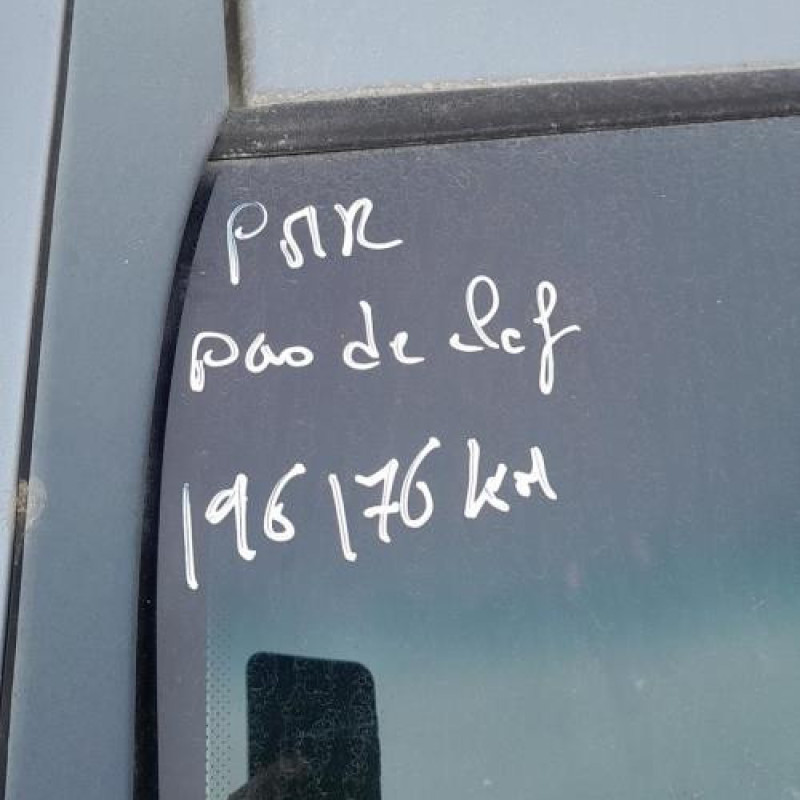 PMR
pas de clef
196176 km